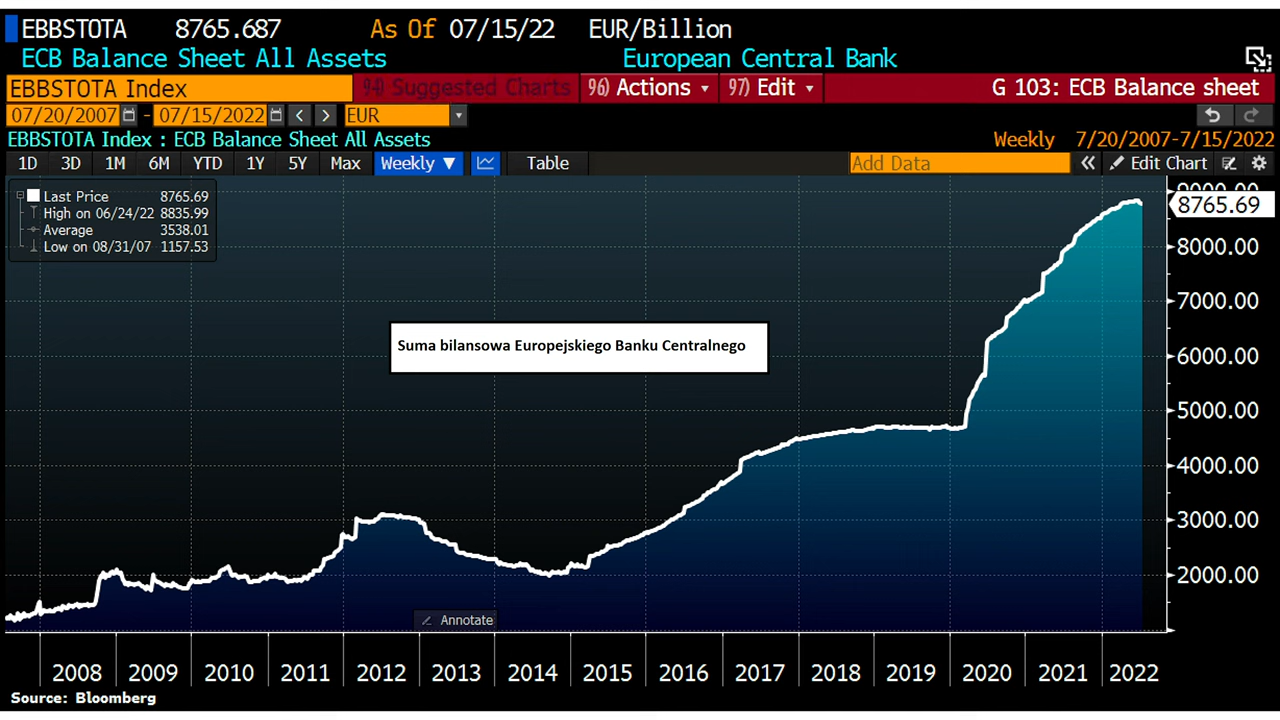 EBBSTOTA 8765.687 As Of 07/15/22 EUR/Billion
ECB Balance Sheet All Assets European Central Bank
EBBSTOTA Index 94) Suggested Charts 96) Actions 97) Edit G 103: ECB Balance sheet
07/20/2007 - 07/15/2022 < > EUR
EBBSTOTA Index : ECB Balance Sheet All Assets Weekly 7/20/2007-7/15/2022
1D 3D 1M 6M YTD 1Y 5Y Max Weekly ▼ Table Add Data « Edit Chart
Last Price 8765.69
High on 06/24/22 8835.99
Average 3538.01
Low on 08/31/07 1157.53
9000.00
8765.69
8000.00
7000.00
Suma bilansowa Europejskiego Banku Centralnego
6000.00
5000.00
4000.00
3000.00
2000.00
Annotate
2008 2009 2010 2011 2012 2013 2014 2015 2016 2017 2018 2019 2020 2021 2022
Source: Bloomberg